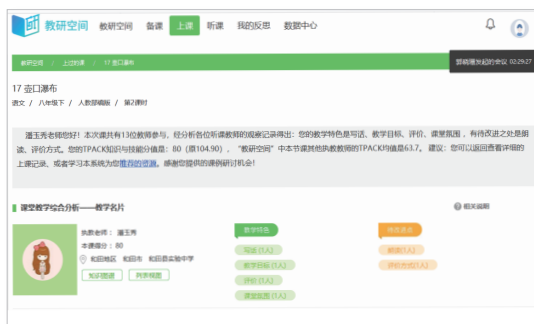 教研空间 教研空间 备课 上课 听课 我的反思 数据中心
教研空间 / 上过的课 / 17 壶口瀑布
郭晓珊发起的会议 02:29:27
17 壶口瀑布
语文 / 八年级下 / 人教部编版 / 第2课时
潘玉秀老师您好!本次课共有13位教师参与,经分析各位听课教师的观察记录得出:您的教学特色是写话、教学目标、评价、课堂氛围 ,有待改进之处是朗
读、评价方式。您的TPACK知识与技能分值是:80(原104.90),“教研空间”中本节课其他执教教师的TPACK均值是63.7。 建议:您可以返回查看详细的
上课记录、或者学习本系统为您推荐的资源。感谢您提供的课例研讨机会!
课堂教学综合分析——教学名片
相关说明
执教老师: 潘玉秀
本课得分:80
和田地区 和田市 和田县实验中学
知识图谱
教学特色
写话 (1人)
教学目标 (1人)
评价 (1人)
课堂氛围 (1人)
朗读(1人)
评价方式(1人)